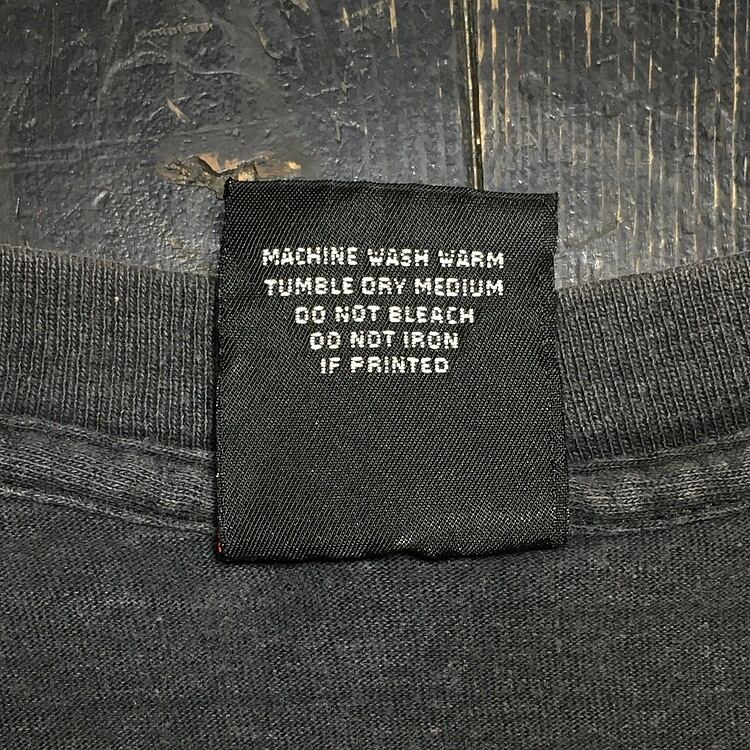 MACHINE WASH WARM
TUMBLE DRY MEDIUM
DO NOT BLEACH
DO NOT IRON
IF PRINTED